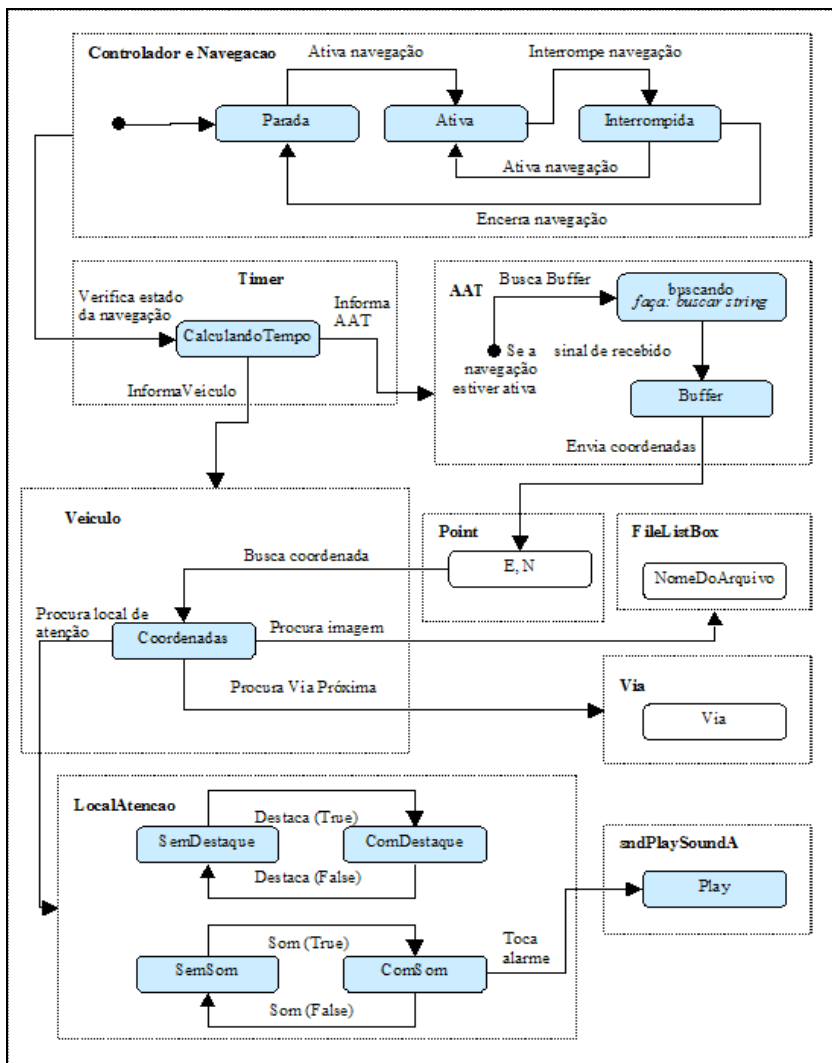 Controlador e Navegacao
Ativa navegação
Interrompe navegação
Parada
Ativa
Interrompida
Ativa navegação
Encerra navegação
Timer
Verifica estado
da navegação
Informa
AAT
CalculandoTempo
InformaVeiculo
AAT
Busca Buffer
buscando
faça: buscar string
Se a
navegação
estiver ativa
sinal de recebido
Buffer
Envia coordenadas
Veiculo
Point
FileListBox
Busca coordenada
E, N
NomeDoArquivo
Procura local de
atenção
Coordenadas
Procura imagem
Procura Via Próxima
Via
Via
LocalAtencao
Destaca (True)
SemDestaque
ComDestaque
Destaca (False)
sndPlaySoundA
Play
Som (True)
Toca
alarme
SemSom
ComSom
Som (False)